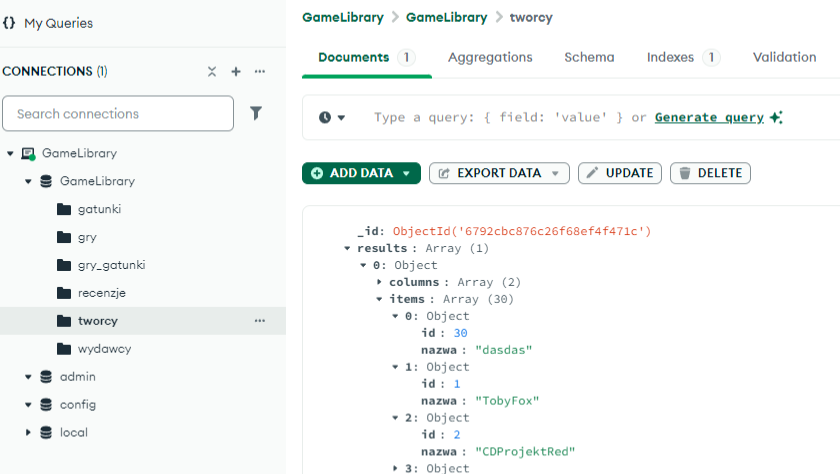 {} My Queries
CONNECTIONS (1)
Search connections
GameLibrary
GameLibrary
gatunki
gry
gry_gatunki
recenzje
tworcy
wydawcy
admin
config
local
GameLibrary > GameLibrary > tworcy
Documents 1 Aggregations Schema Indexes 1 Validation
Type a query: { field: 'value' } or Generate query
ADD DATA EXPORT DATA UPDATE DELETE
_id: ObjectId('6792cbc876c26f68ef4f471c')
results : Array (1)
0: Object
columns : Array (2)
items : Array (30)
0: Object
id : 30
nazwa : "dasdas"
1: Object
id : 1
nazwa : "TobyFox"
2: Object
id : 2
nazwa : "CDProjektRed"
3: Object